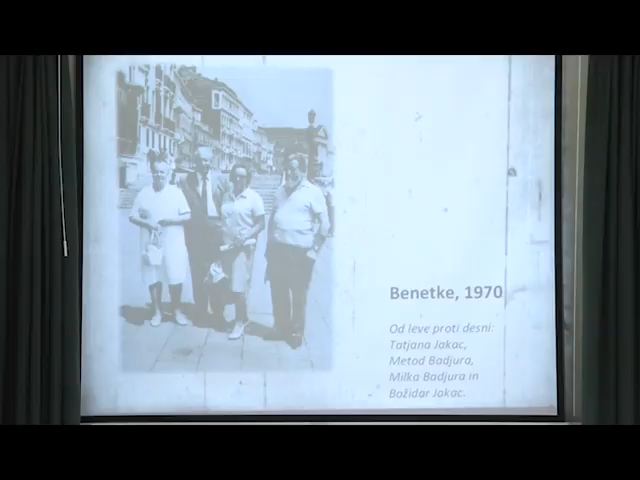 Benetke, 1970
Od leve proti desni:
Tatjana Jakac,
Metod Badjura,
Milka Badjura in
Božidar Jakac.